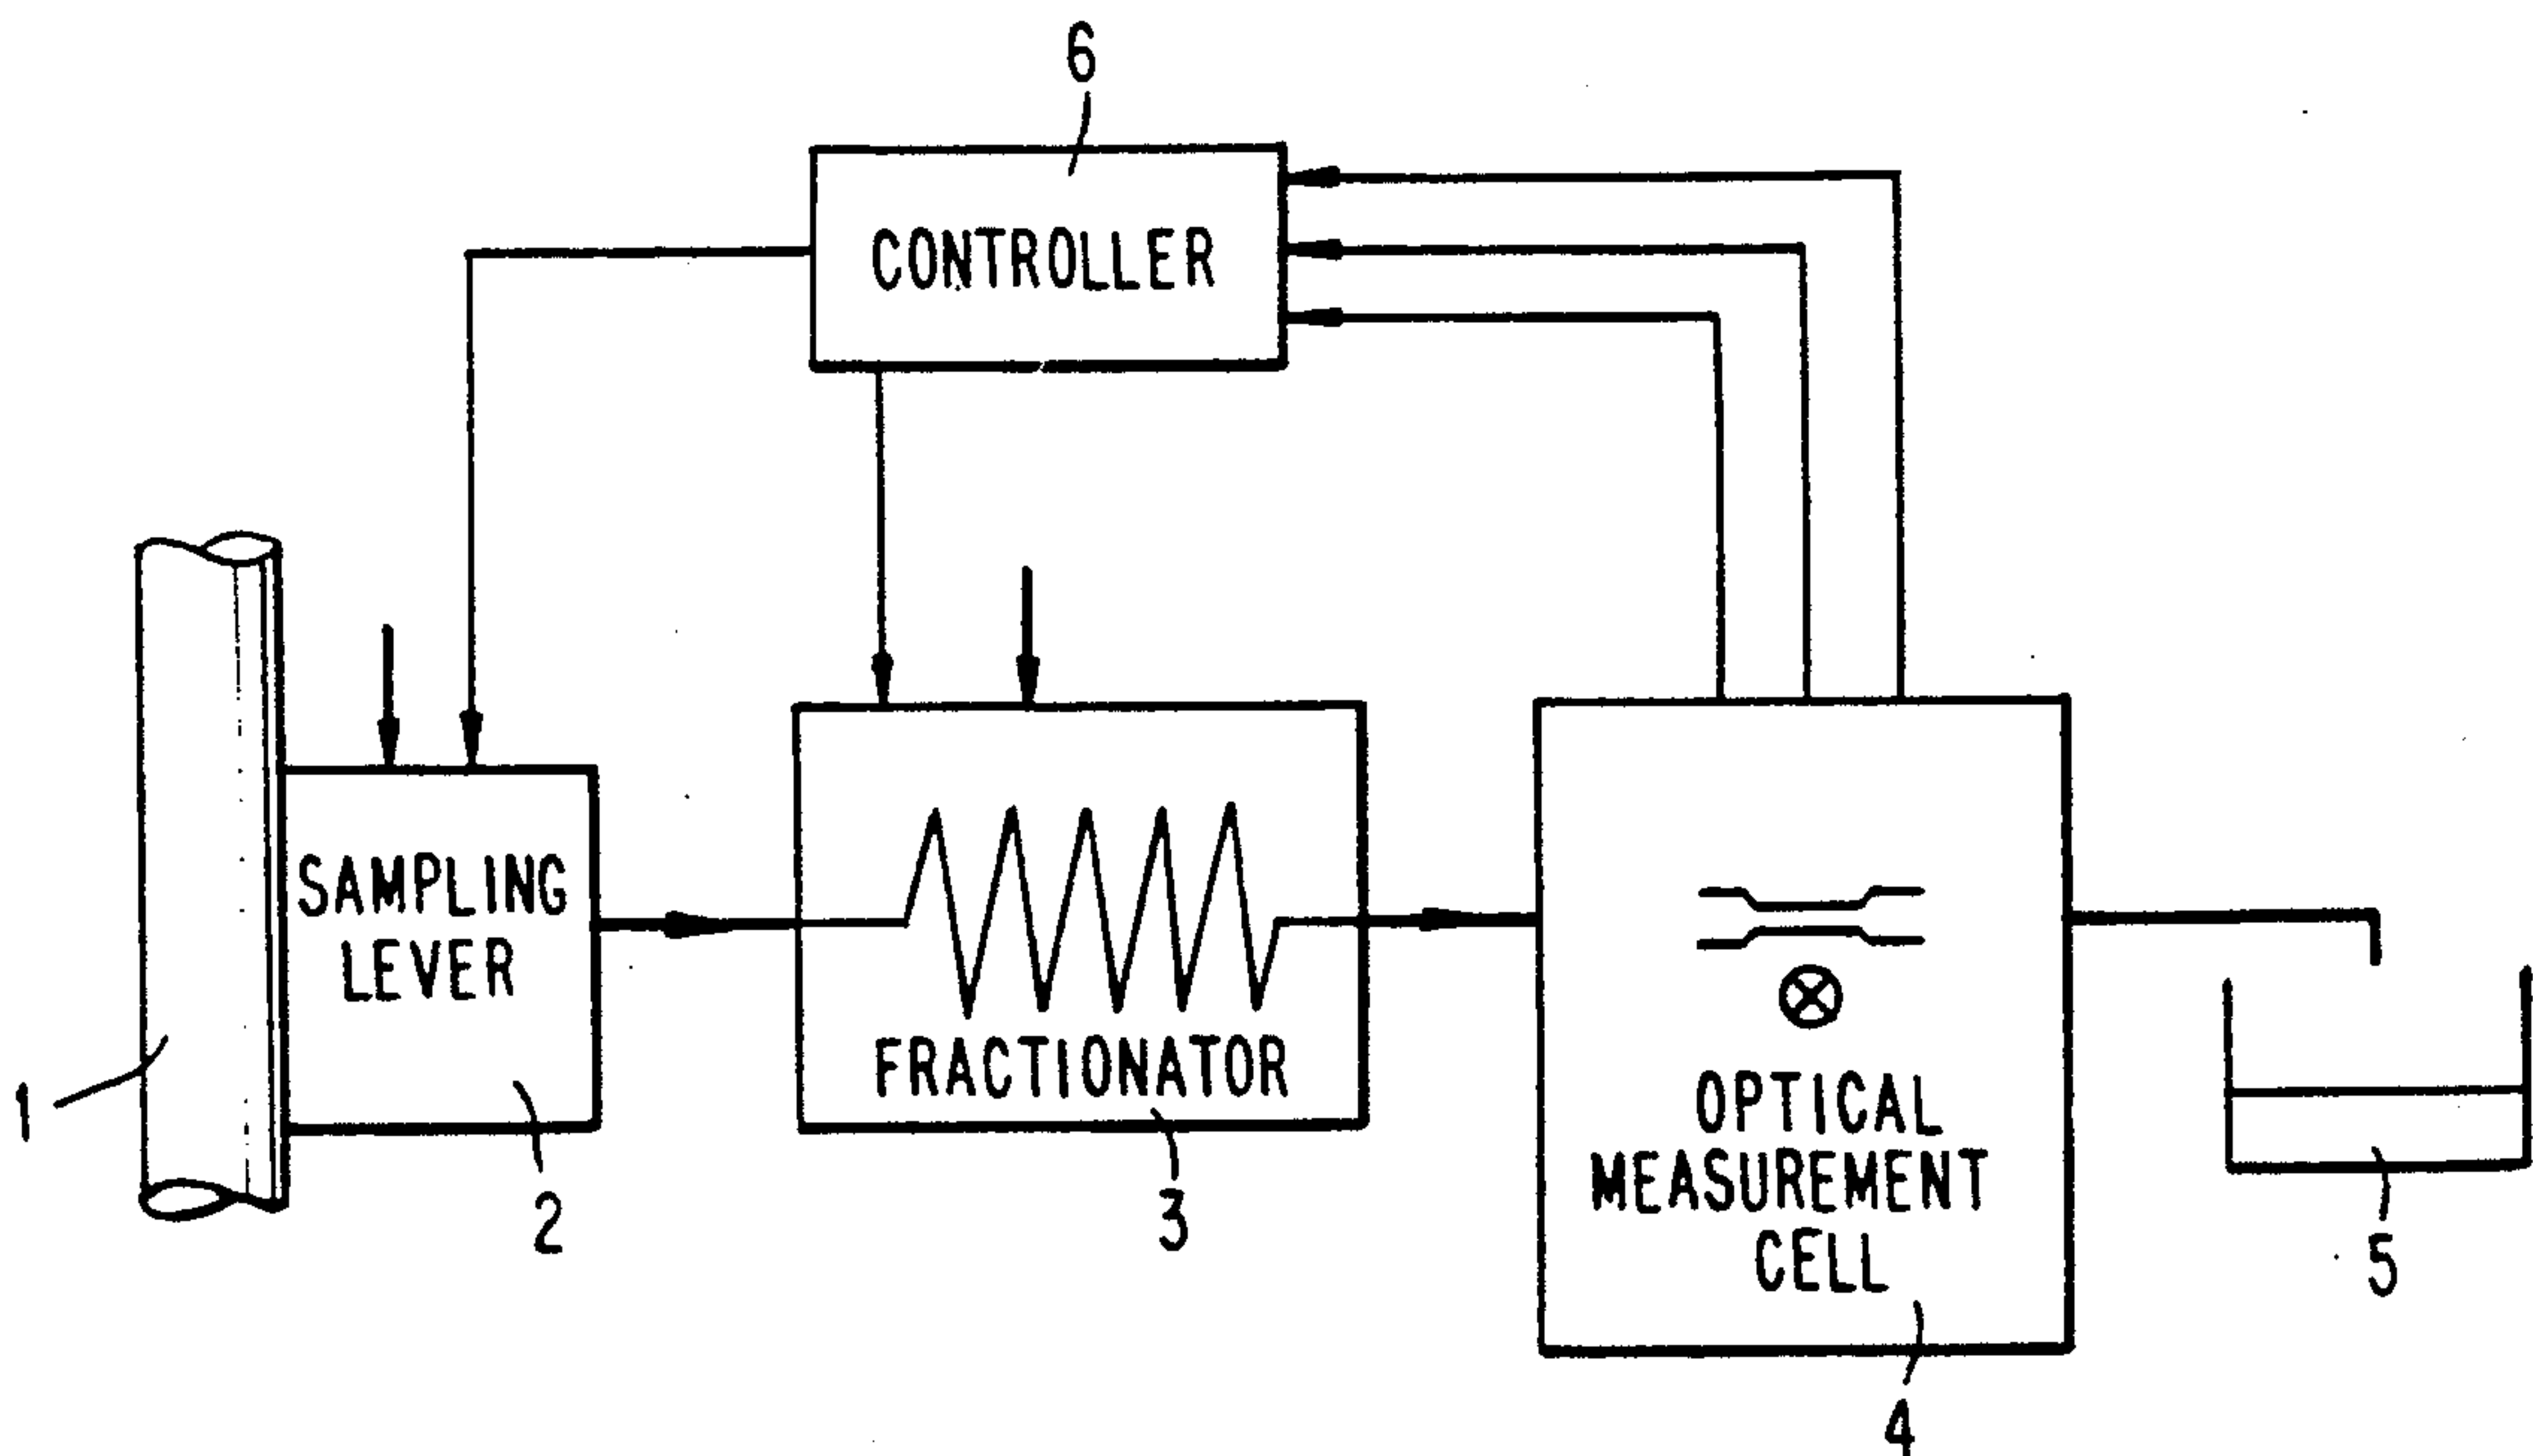 6
CONTROLLER
SAMPLING
LEVER
FRACTIONATOR
OPTICAL
MEASUREMENT
CELL
1
2
3
5
4